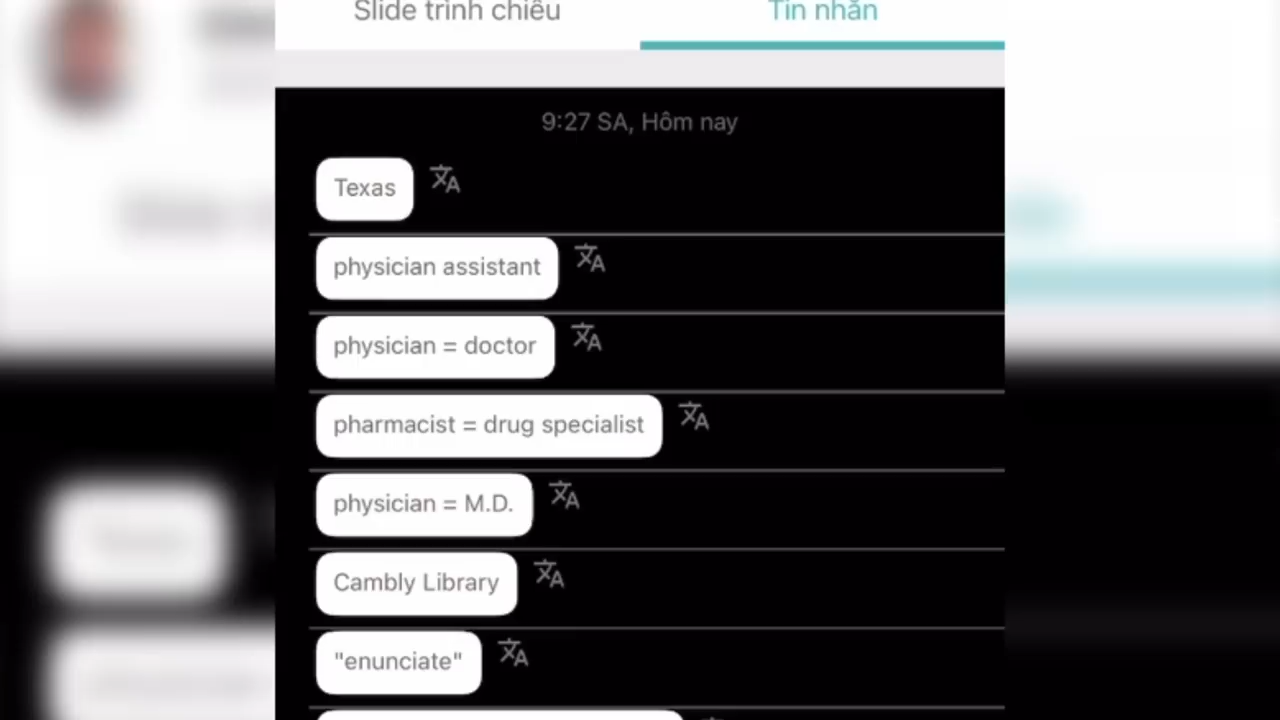 Slide trình chiếu
Tin nhắn
9:27 SA, Hôm nay
Texas
physician assistant
physician = doctor
pharmacist = drug specialist
physician = M.D.
Cambly Library
"enunciate"